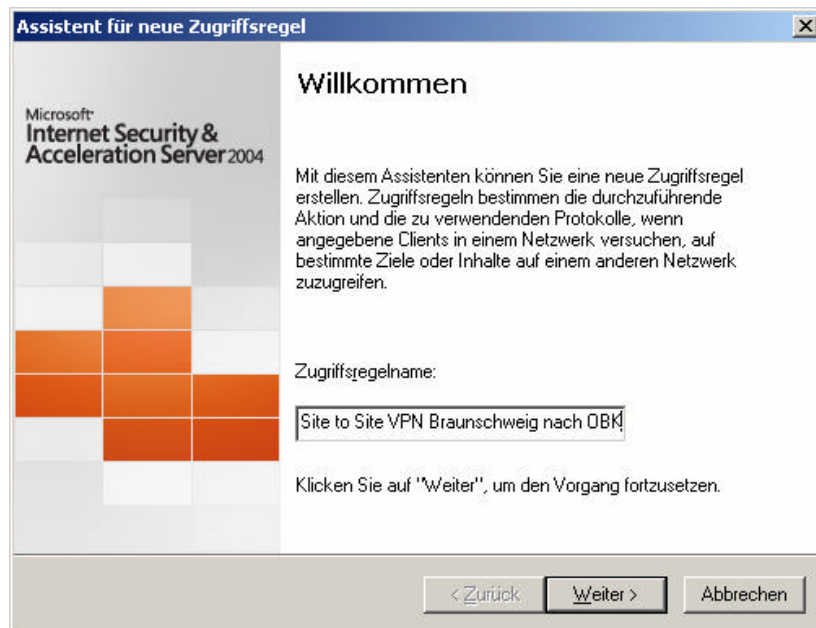 Assistent für neue Zugriffsregel
Microsoft
Internet Security &
Acceleration Server 2004
Willkommen
Mit diesem Assistenten können Sie eine neue Zugriffsregel
erstellen. Zugriffsregeln bestimmen die durchzuführende
Aktion und die zu verwendenden Protokolle, wenn
angegebene Clients in einem Netzwerk versuchen, auf
bestimmte Ziele oder Inhalte auf einem anderen Netzwerk
zuzugreifen.
Zugriffsregelname:
Site to Site VPN Braunschweig nach OBK
Klicken Sie auf "Weiter", um den Vorgang fortzusetzen.
< Zurück
Weiter >
Abbrechen